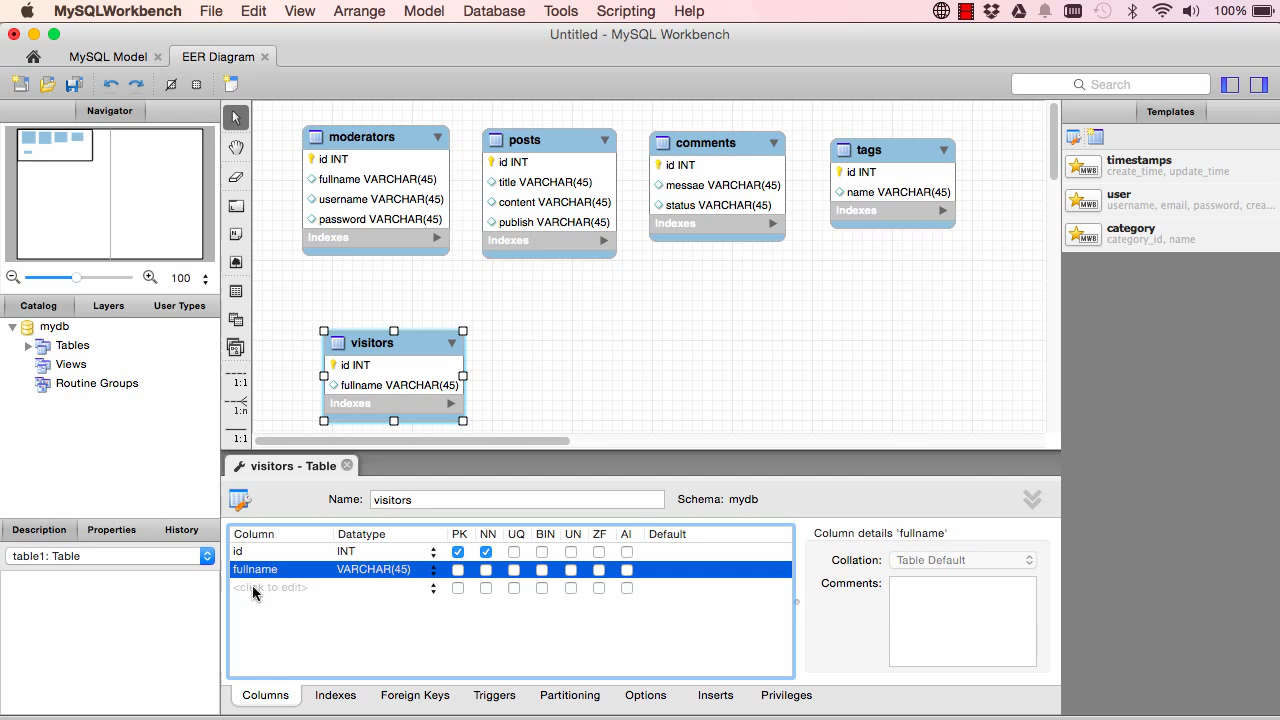 MySQLWorkbench File Edit View Arrange Model Database Tools Scripting Help 100%
Untitled - MySQL Workbench
MySQL Model EER Diagram
Search
Navigator
100
Catalog Layers User Types
mydb
Tables
Views
Routine Groups
Description Properties History
table1: Table
1:1
1:n
1:1
moderators
id INT
fullname VARCHAR(45)
username VARCHAR(45)
password VARCHAR(45)
Indexes
posts
id INT
title VARCHAR(45)
content VARCHAR(45)
publish VARCHAR(45)
Indexes
comments
id INT
messae VARCHAR(45)
status VARCHAR(45)
Indexes
tags
id INT
name VARCHAR(45)
Indexes
visitors
id INT
fullname VARCHAR(45)
Indexes
Templates
MWB timestamps
create_time, update_time
MWB user
username, email, password, crea...
MWB category
category_id, name
visitors - Table
Name: visitors Schema: mydb
Column Datatype PK NN UQ BIN UN ZF AI Default
id INT
fullname VARCHAR(45)
<click to edit>
Column details 'fullname'
Collation: Table Default
Comments:
Columns Indexes Foreign Keys Triggers Partitioning Options Inserts Privileges